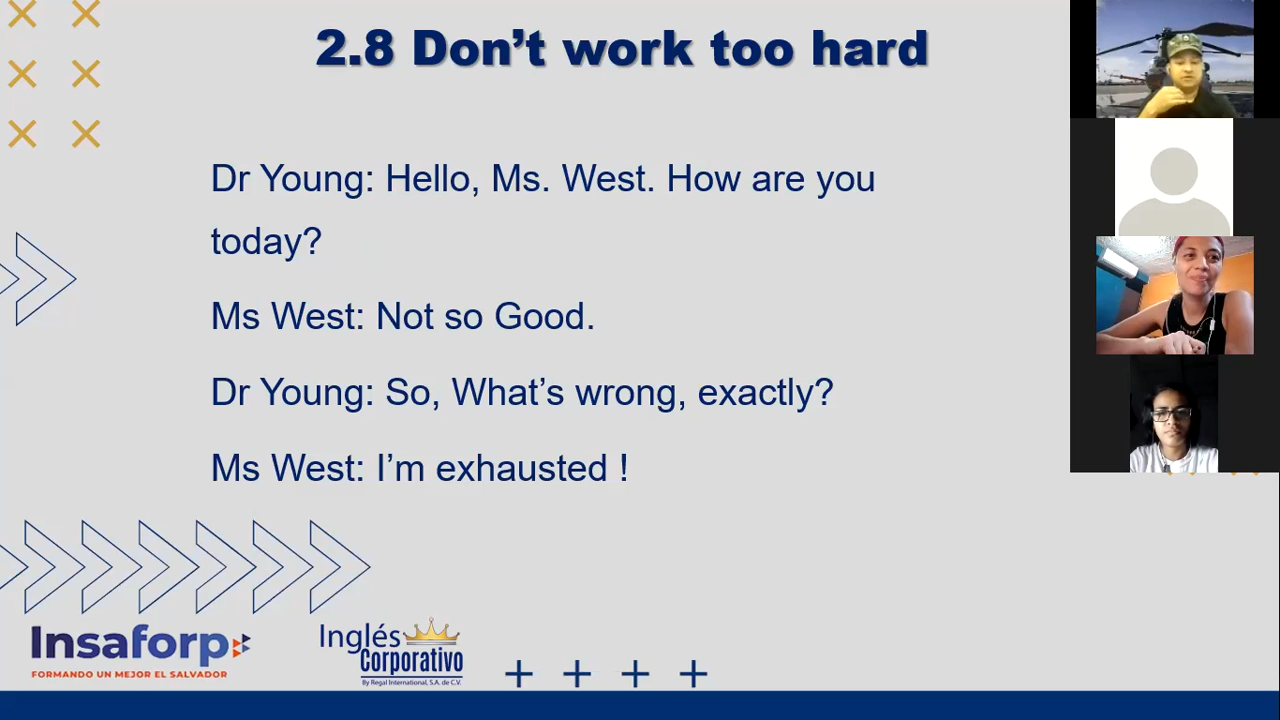 2.8 Don’t work too hard
Dr Young: Hello, Ms. West. How are you
today?
Ms West: Not so Good.
Dr Young: So, What’s wrong, exactly?
Ms West: I’m exhausted !
Insaforp
FORMANDO UN MEJOR EL SALVADOR
Inglés
Corporativo
By Regal International, S.A. de C.V.